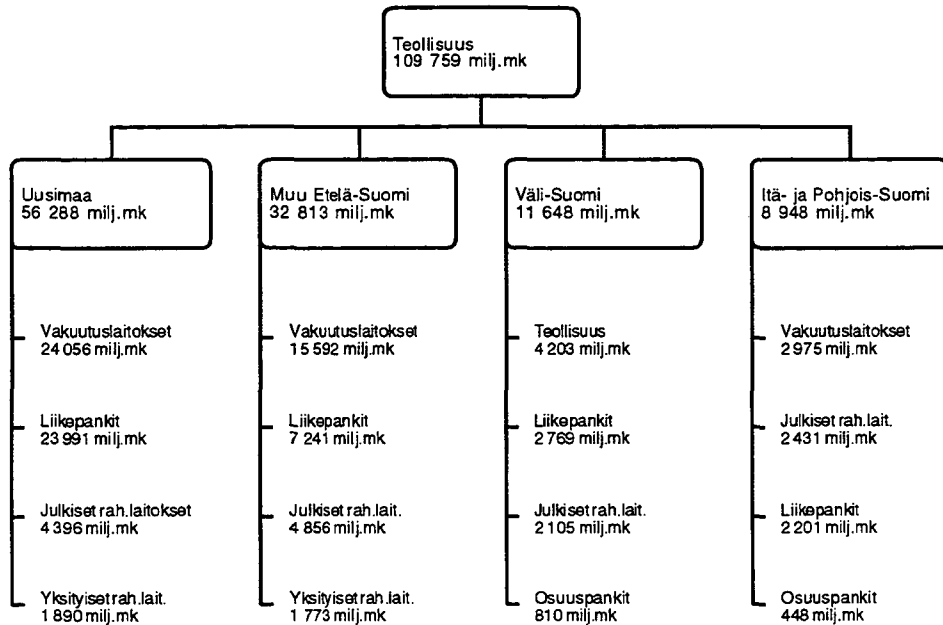 Teollisuus
109 759 milj.mk
Uusimaa
56 288 milj.mk
Muu Etelä-Suomi
32 813 milj.mk
Väli-Suomi
11 648 milj.mk
Itä- ja Pohjois-Suomi
8 948 milj.mk
Vakuutuslaitokset
24 056 milj.mk
Liikepankit
23 991 milj.mk
Julkiset rah.laitokset
4 396 milj.mk
Yksityiset rah.lait.
1 890 milj.mk
Vakuutuslaitokset
15 592 milj.mk
Liikepankit
7 241 milj.mk
Julkiset rah.lait.
4 856 milj.mk
Yksityiset rah.lait.
1 773 milj.mk
Teollisuus
4 203 milj.mk
Liikepankit
2 769 milj.mk
Julkiset rah.lait.
2 105 milj.mk
Osuuspankit
810 milj.mk
Vakuutuslaitokset
2 975 milj.mk
Julkiset rah.lait.
2 431 milj.mk
Liikepankit
2 201 milj.mk
Osuuspankit
448 milj.mk